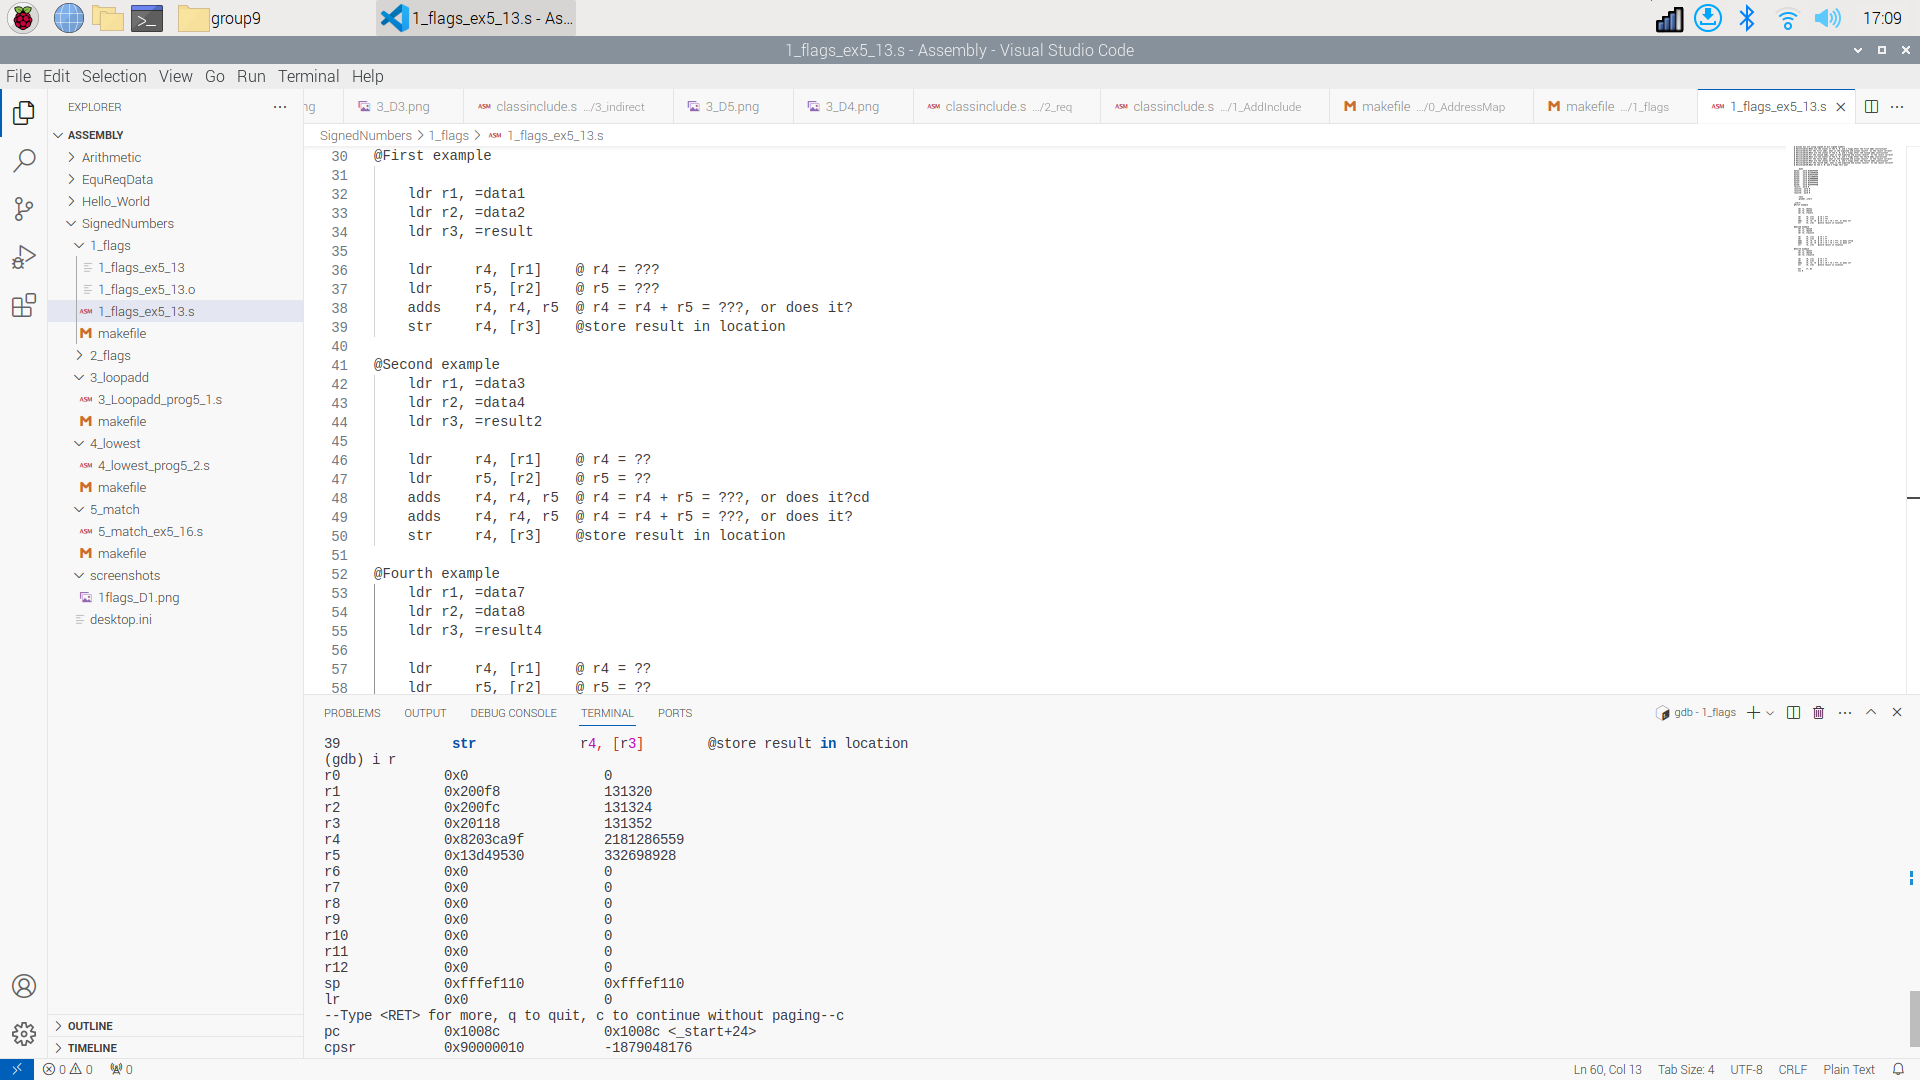 group9
1_flags_ex5_13.s - As...
17:09
1_flags_ex5_13.s - Assembly - Visual Studio Code
File Edit Selection View Go Run Terminal Help
EXPLORER
ng
3_D3.png
classinclude.s .../3_indirect
3_D5.png
3_D4.png
classinclude.s .../2_req
classinclude.s .../1_AddInclude
makefile .../0_AddressMap
makefile .../1_flags
1_flags_ex5_13.s
SignedNumbers > 1_flags > 1_flags_ex5_13.s
ASSEMBLY
Arithmetic
EquReqData
Hello_World
SignedNumbers
1_flags
1_flags_ex5_13
1_flags_ex5_13.o
1_flags_ex5_13.s
makefile
2_flags
3_loopadd
3_Loopadd_prog5_1.s
makefile
4_lowest
4_lowest_prog5_2.s
makefile
5_match
5_match_ex5_16.s
makefile
screenshots
1flags_D1.png
desktop.ini
OUTLINE
TIMELINE
30 @First example
31
32 ldr r1, =data1
33 ldr r2, =data2
34 ldr r3, =result
35
36 ldr r4, [r1] @ r4 = ???
37 ldr r5, [r2] @ r5 = ???
38 adds r4, r4, r5 @ r4 = r4 + r5 = ???, or does it?
39 str r4, [r3] @store result in location
40
41 @Second example
42 ldr r1, =data3
43 ldr r2, =data4
44 ldr r3, =result2
45
46 ldr r4, [r1] @ r4 = ??
47 ldr r5, [r2] @ r5 = ??
48 adds r4, r4, r5 @ r4 = r4 + r5 = ???, or does it?cd
49 adds r4, r4, r5 @ r4 = r4 + r5 = ???, or does it?
50 str r4, [r3] @store result in location
51
52 @Fourth example
53 ldr r1, =data7
54 ldr r2, =data8
55 ldr r3, =result4
56
57 ldr r4, [r1] @ r4 = ??
58 ldr r5, [r2] @ r5 = ??
PROBLEMS OUTPUT DEBUG CONSOLE TERMINAL PORTS
gdb - 1_flags
39 str r4, [r3] @store result in location
(gdb) i r
r0 0x0 0
r1 0x200f8 131320
r2 0x200fc 131324
r3 0x20118 131352
r4 0x8203ca9f 2181286559
r5 0x13d49530 332698928
r6 0x0 0
r7 0x0 0
r8 0x0 0
r9 0x0 0
r10 0x0 0
r11 0x0 0
r12 0x0 0
sp 0xfffef110 0xfffef110
lr 0x0 0
--Type <RET> for more, q to quit, c to continue without paging--c
pc 0x1008c 0x1008c <_start+24>
cpsr 0x90000010 -1879048176
0 0 0
Ln 60, Col 13 Tab Size: 4 UTF-8 CRLF Plain Text